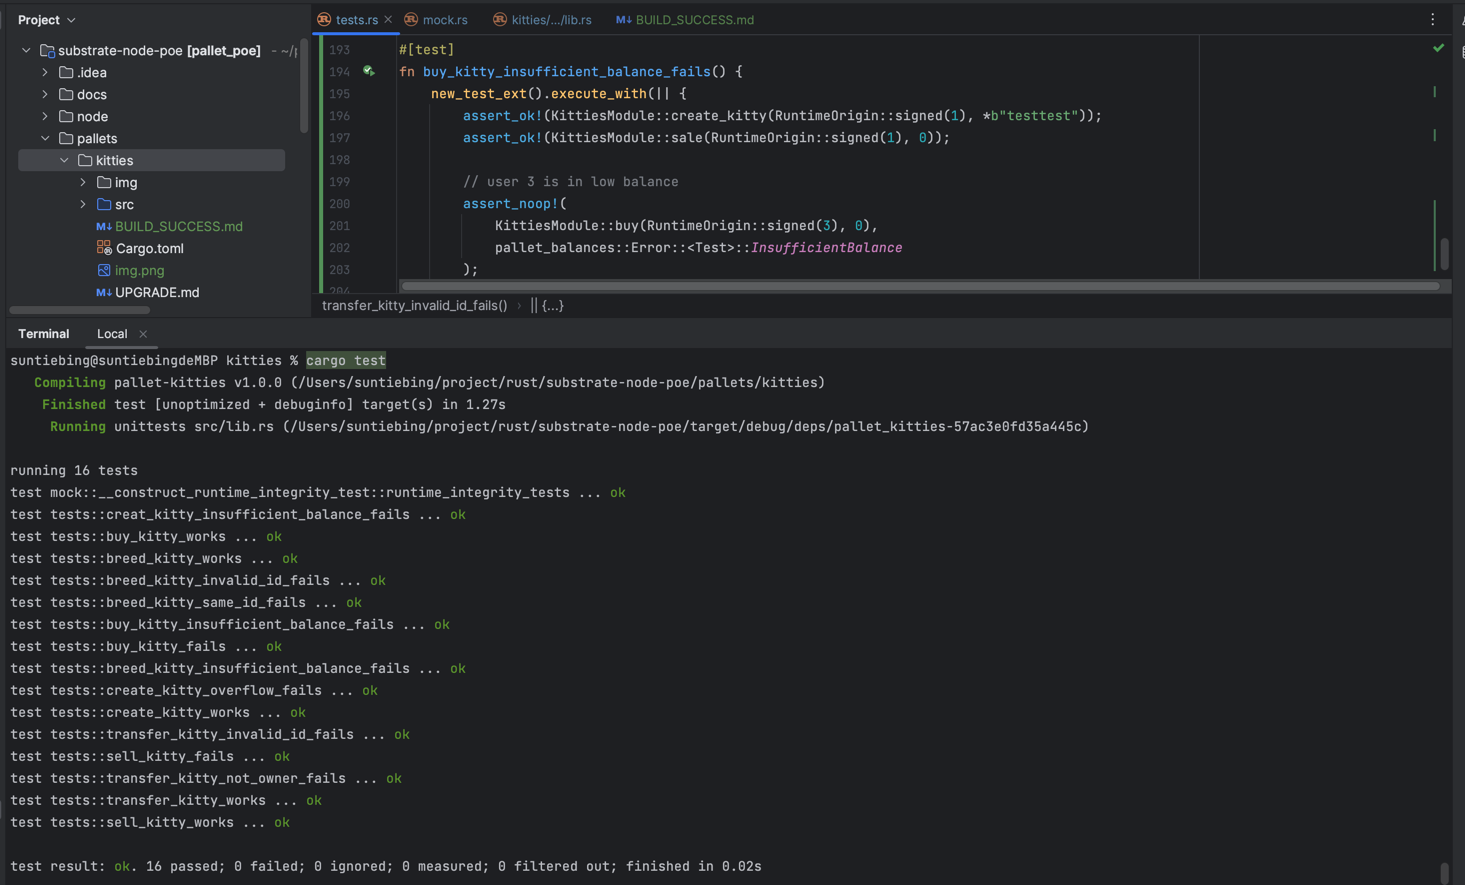 Project
substrate-node-poe [pallet_poe] - ~/p
.idea
docs
node
pallets
kitties
img
src
M↓ BUILD_SUCCESS.md
Cargo.toml
img.png
M↓ UPGRADE.md
tests.rs
mock.rs
kitties/.../lib.rs
M↓ BUILD_SUCCESS.md
193 #[test]
194 fn buy_kitty_insufficient_balance_fails() {
195 new_test_ext().execute_with(|| {
196 assert_ok!(KittiesModule::create_kitty(RuntimeOrigin::signed(1), *b"testtest"));
197 assert_ok!(KittiesModule::sale(RuntimeOrigin::signed(1), 0));
198
199 // user 3 is in low balance
200 assert_noop!(
201 KittiesModule::buy(RuntimeOrigin::signed(3), 0),
202 pallet_balances::Error::<Test>::InsufficientBalance
203 );
204
transfer_kitty_invalid_id_fails() › || {...}
Terminal
Local
suntiebing@suntiebingdeMBP kitties % cargo test
Compiling pallet-kitties v1.0.0 (/Users/suntiebing/project/rust/substrate-node-poe/pallets/kitties)
Finished test [unoptimized + debuginfo] target(s) in 1.27s
Running unittests src/lib.rs (/Users/suntiebing/project/rust/substrate-node-poe/target/debug/deps/pallet_kitties-57ac3e0fd35a445c)
running 16 tests
test mock::__construct_runtime_integrity_test::runtime_integrity_tests ... ok
test tests::creat_kitty_insufficient_balance_fails ... ok
test tests::buy_kitty_works ... ok
test tests::breed_kitty_works ... ok
test tests::breed_kitty_invalid_id_fails ... ok
test tests::breed_kitty_same_id_fails ... ok
test tests::buy_kitty_insufficient_balance_fails ... ok
test tests::buy_kitty_fails ... ok
test tests::breed_kitty_insufficient_balance_fails ... ok
test tests::create_kitty_overflow_fails ... ok
test tests::create_kitty_works ... ok
test tests::transfer_kitty_invalid_id_fails ... ok
test tests::sell_kitty_fails ... ok
test tests::transfer_kitty_not_owner_fails ... ok
test tests::transfer_kitty_works ... ok
test tests::sell_kitty_works ... ok
test result: ok. 16 passed; 0 failed; 0 ignored; 0 measured; 0 filtered out; finished in 0.02s